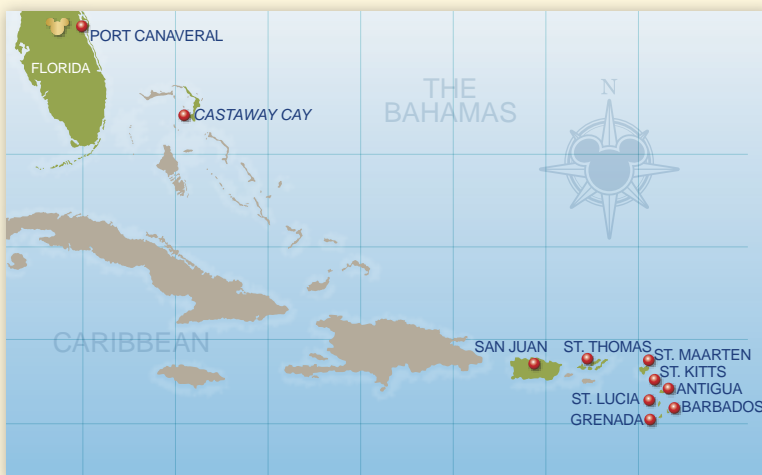 PORT CANAVERAL
FLORIDA
THE
BAHAMAS
N
CASTAWAY CAY
CARIBBEAN
SAN JUAN
ST. THOMAS
ST. MAARTEN
ST. KITTS
ANTIGUA
ST. LUCIA
BARBADOS
GRENADA